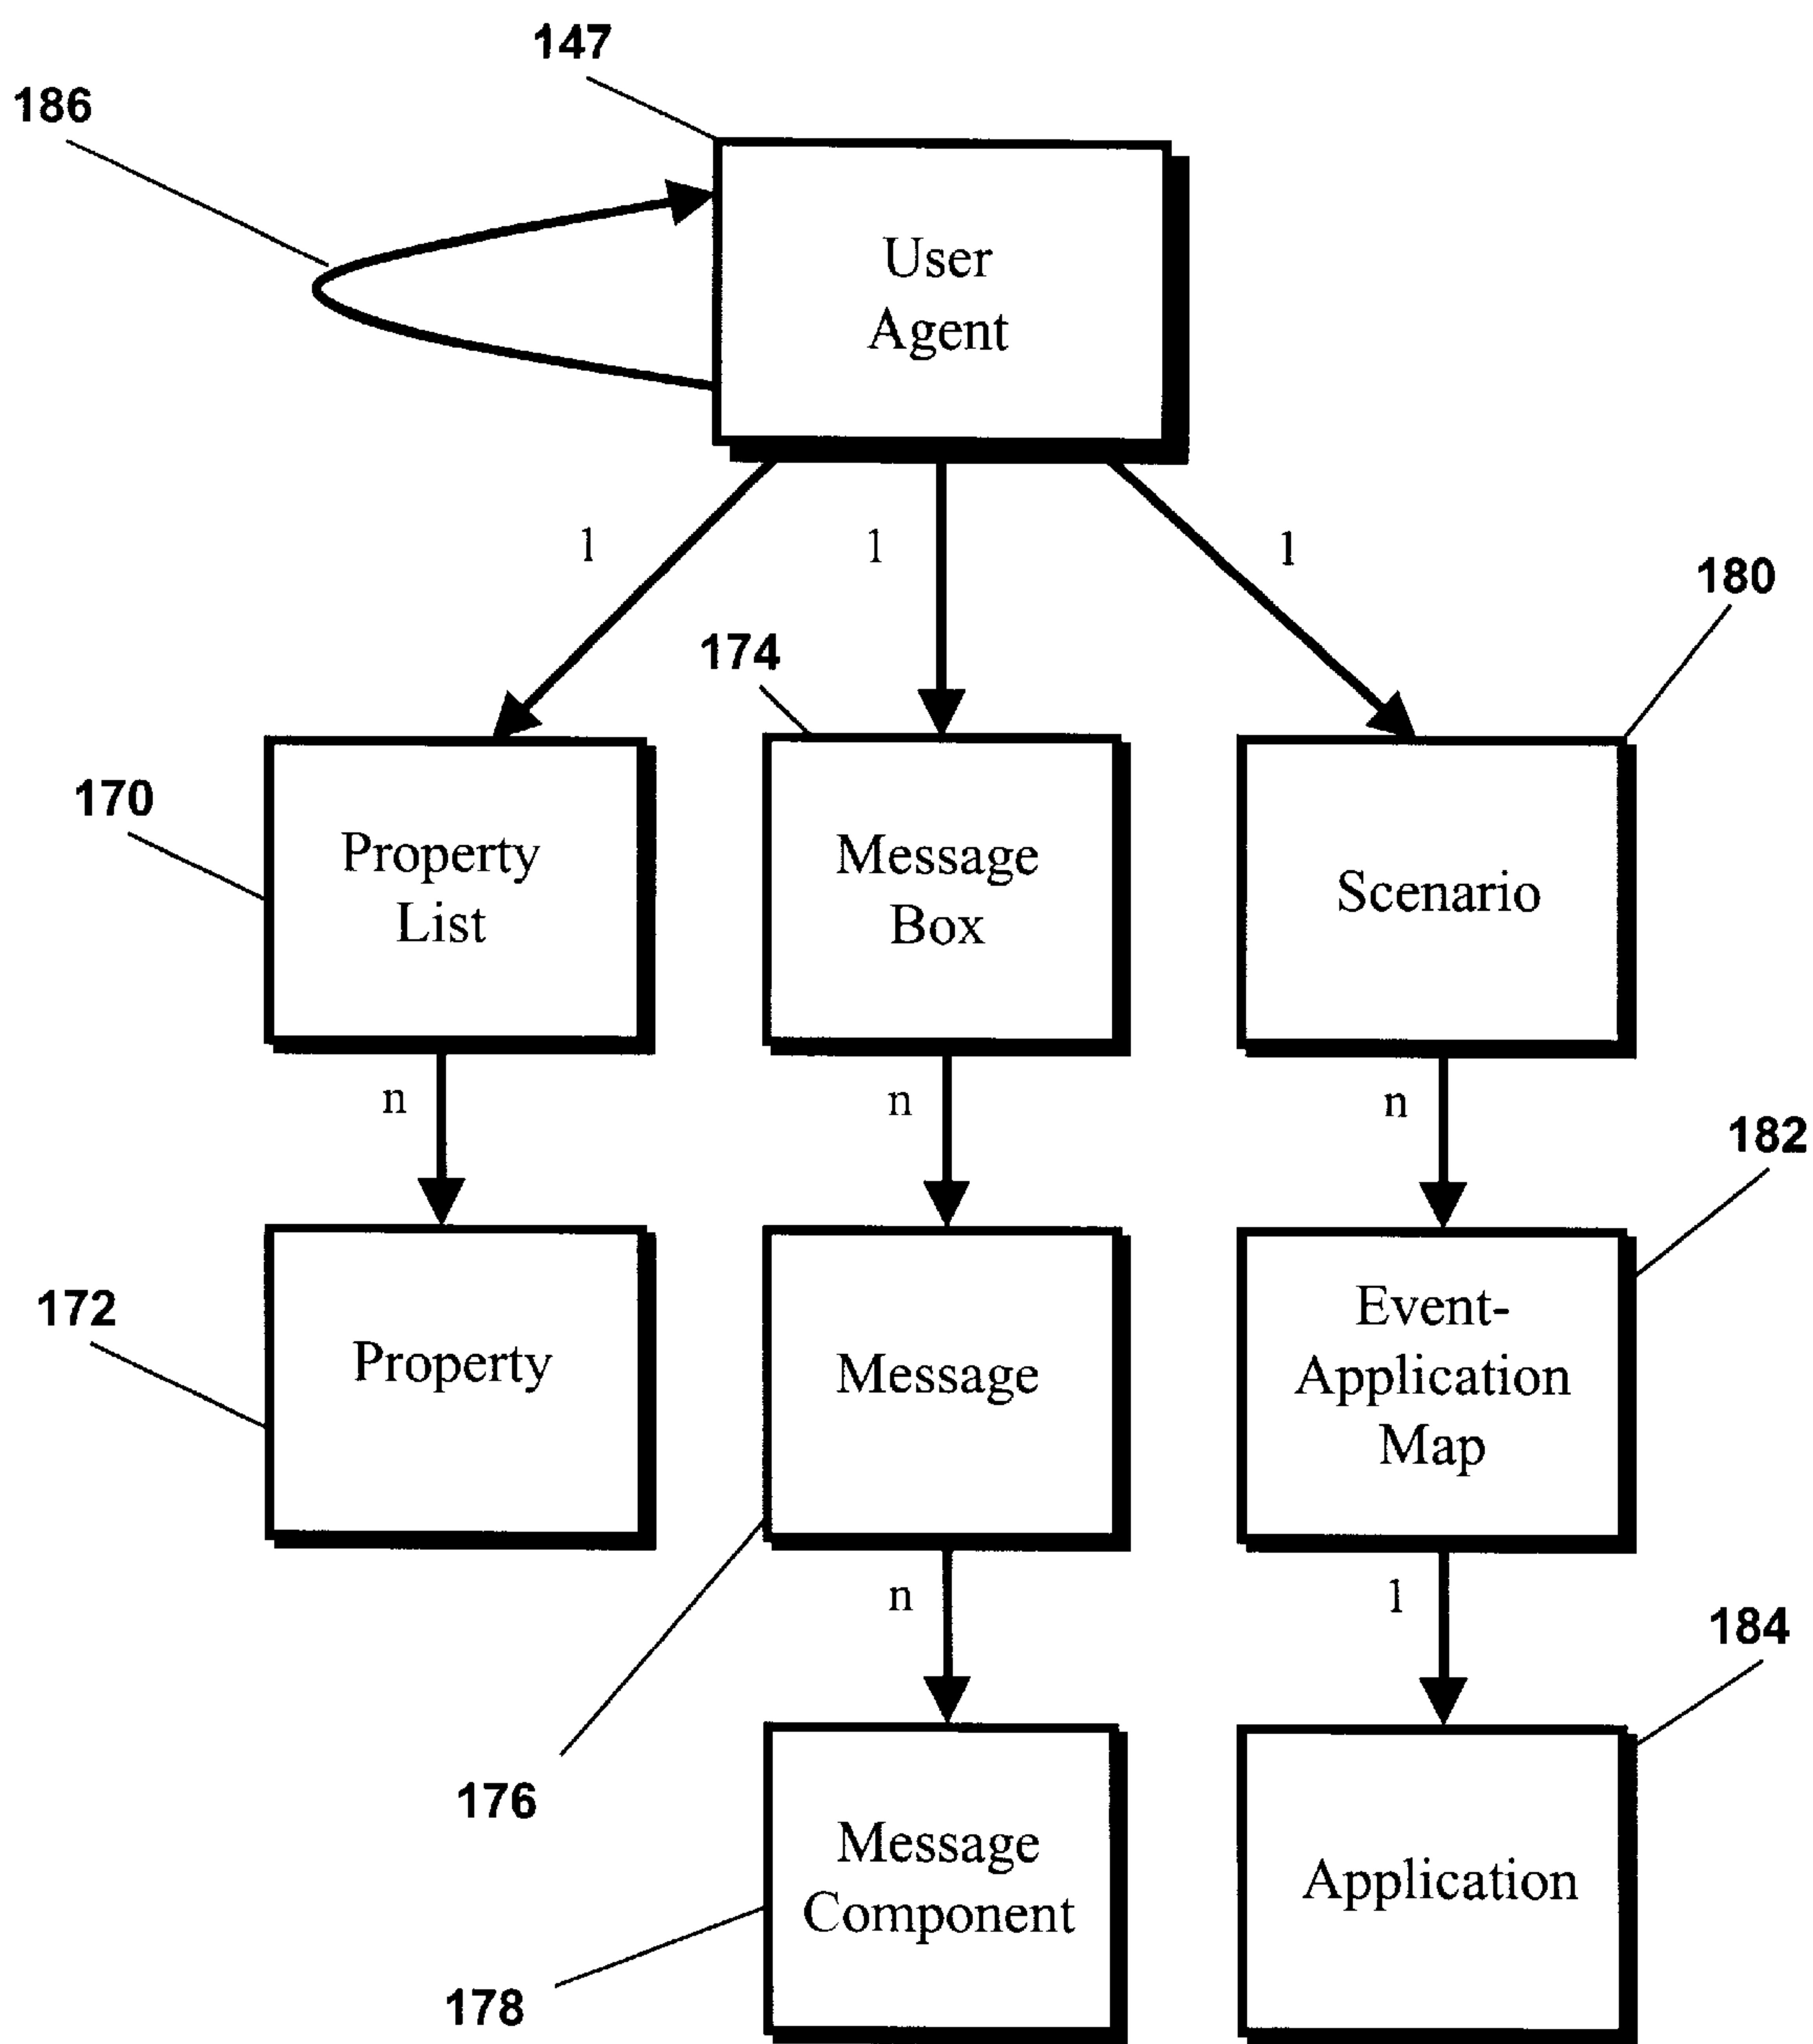 147
186
User
Agent
1
1
1
180
174
170
Property
List
Message
Box
Scenario
n
n
n
182
172
Property
Message
Event-
Application
Map
n
1
184
176
Message
Component
Application
178